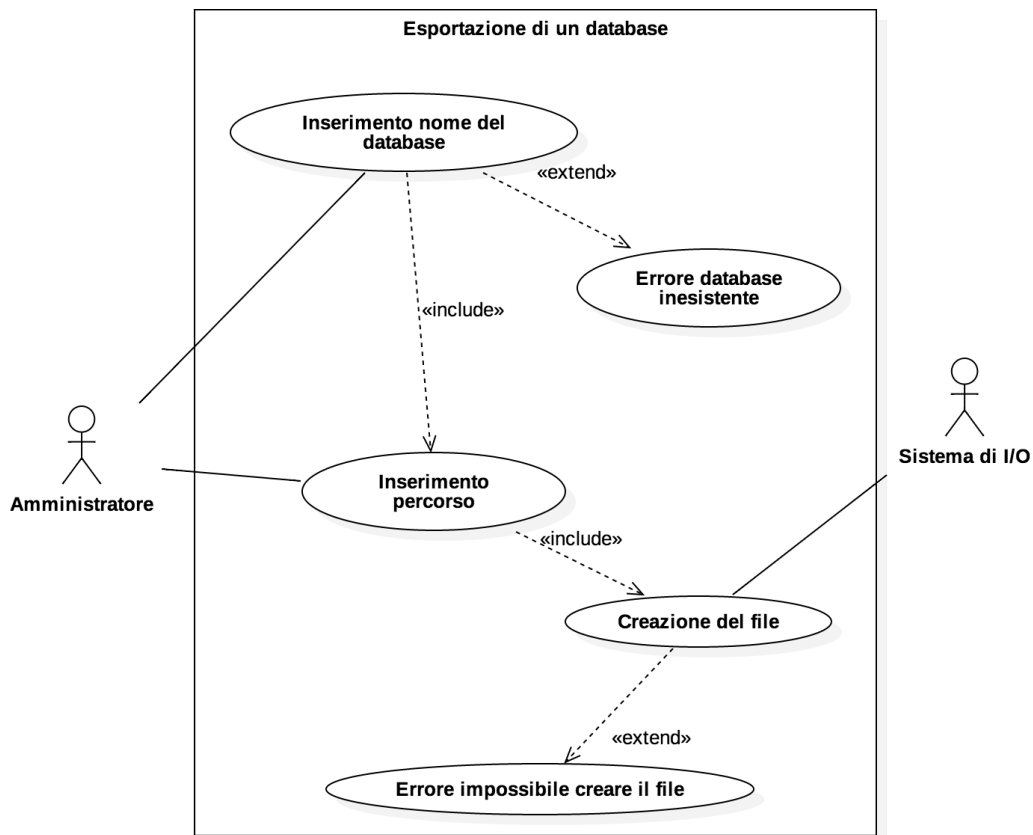 Esportazione di un database
Inserimento nome del
database
«extend»
Errore database
inesistente
«include»
Sistema di I/O
Amministratore
Inserimento
percorso
«include»
Creazione del file
«extend»
Errore impossibile creare il file